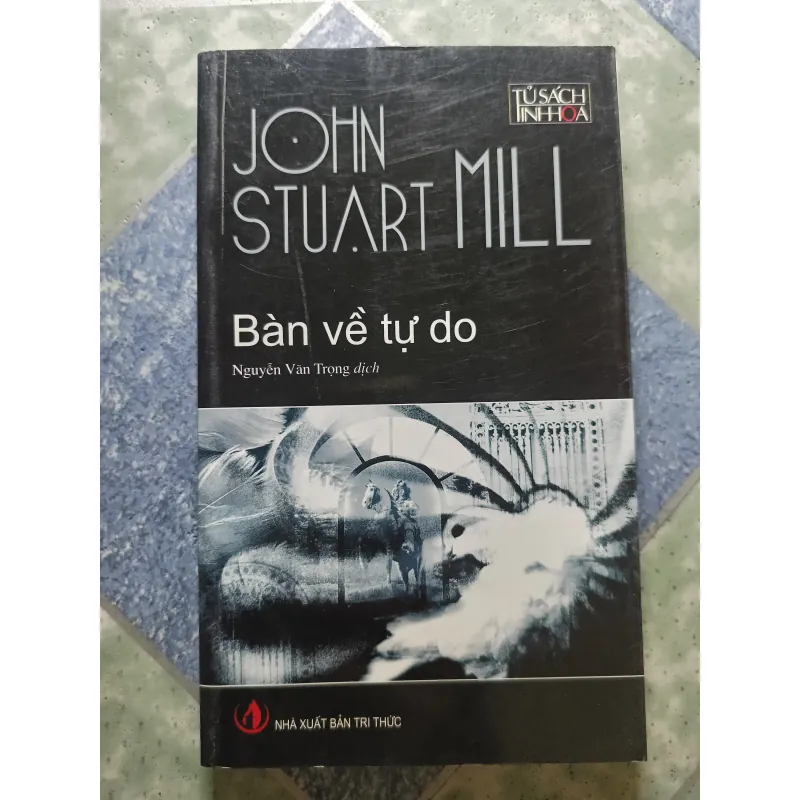 TỦ SÁCH
TINH HOA
JOHN
STUART MILL
Bàn về tự do
Nguyễn Văn Trọng dịch
NHÀ XUẤT BẢN TRI THỨC